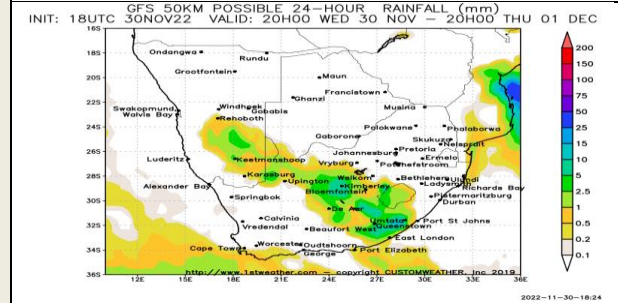 GFS 50KM POSSIBLE 24-HOUR RAINFALL (mm)
INIT: 18UTC 30NOV22 VALID: 20H00 WED 30 NOV - 20H00 THU 01 DEC
16S
200
Ondangwa
Rundu
150
18S
100
Grootfontein
Maun
20S
75
Francistown
Ghanzi
50
22S
Swakopmund
Windhoek
Gobabis
Musina
Walvis Bay
Rehoboth
25
24S
Polokwane
Phalaborwa
15
Gaborone
Skukuza
Pretoria
Nelspruit
10
26S
Johannesburg
Luderitz
Keetmanshoop
Vryburg
Potchefstroom
Ermelo
5
28S
Karasburg
Welkom
Bethlehem
Ulundi
2.5
Alexander Bay
Upington
Kimberley
Ladysmith
Richards Bay
30S
Springbok
Bloemfontein
Pietermaritzburg
1
Durban
De Aar
0.5
32S
Calvinia
Umtata
Port St Johns
Vredendal
Beaufort West
Queenstown
0.2
East London
34S
Cape Town
Worcester
Oudtshoorn
0.1
George
Port Elizabeth
36S
http://www.1stweather.com - copyright CUSTOMWEATHER, Inc 2019
12E 15E 18E 21E 24E 27E 30E 33E 36E
2022-11-30-18:24